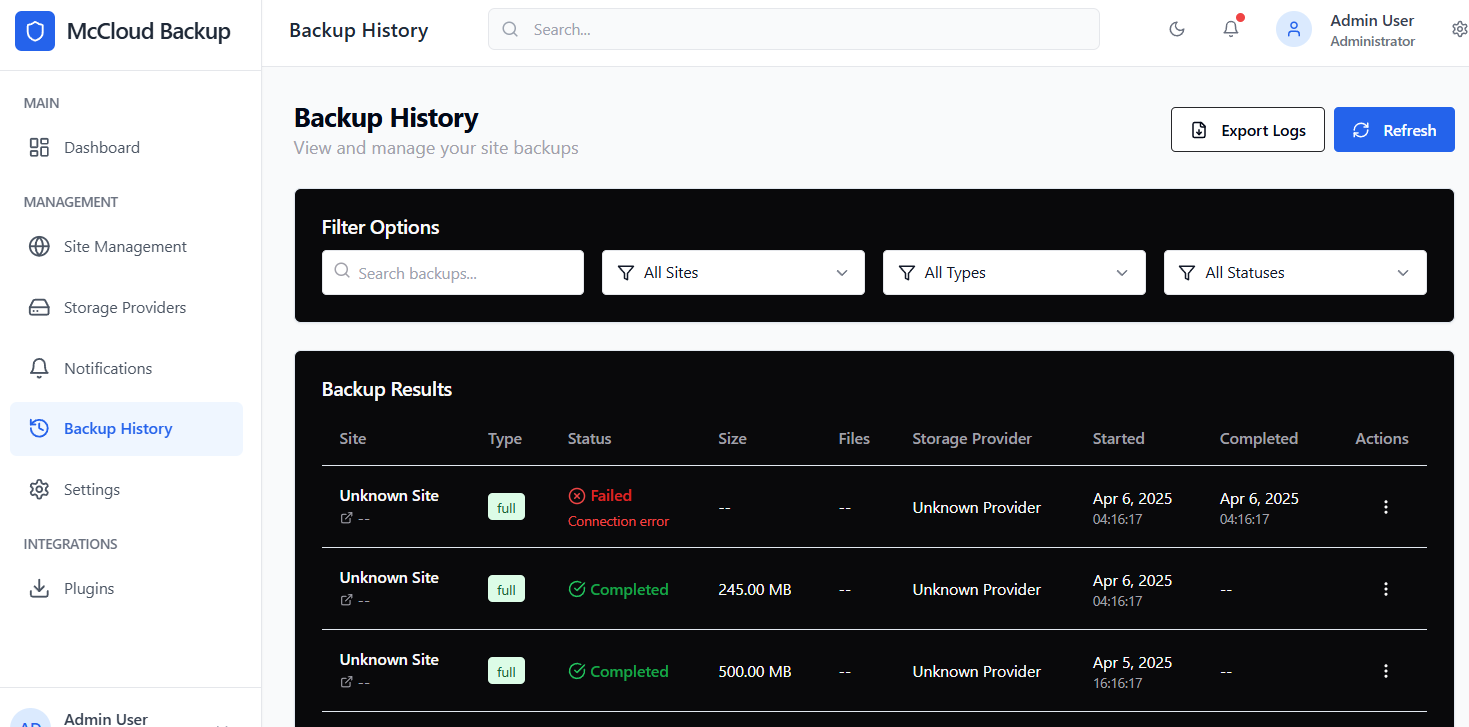 McCloud Backup
Backup History
Search...
Admin User
Administrator
MAIN
Dashboard
MANAGEMENT
Site Management
Storage Providers
Notifications
Backup History
Settings
INTEGRATIONS
Plugins
Admin User
Backup History
View and manage your site backups
Export Logs
Refresh
Filter Options
Search backups...
All Sites
All Types
All Statuses
Backup Results
Site Type Status Size Files Storage Provider Started Completed Actions
Unknown Site
--
full
Failed
Connection error
--
--
Unknown Provider
Apr 6, 2025
04:16:17
Apr 6, 2025
04:16:17
Unknown Site
--
full
Completed
245.00 MB
--
Unknown Provider
Apr 6, 2025
04:16:17
--
Unknown Site
--
full
Completed
500.00 MB
--
Unknown Provider
Apr 5, 2025
16:16:17
--